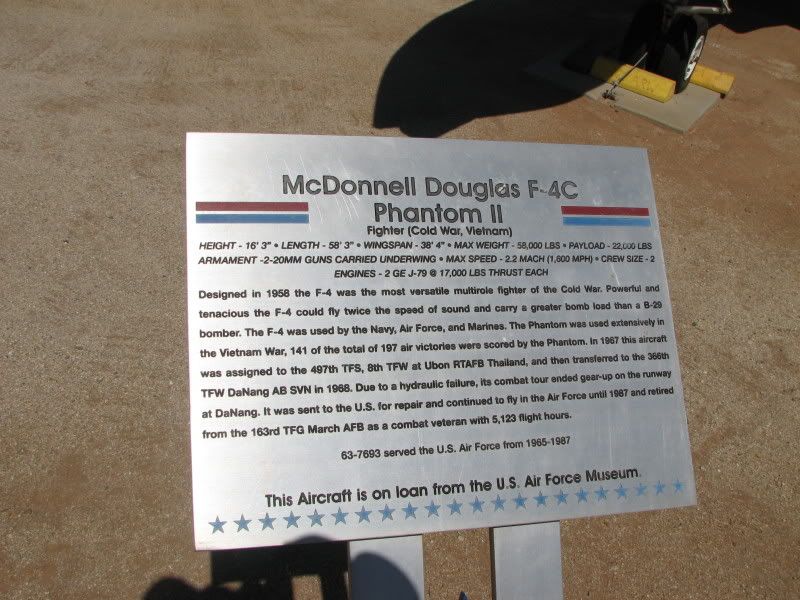 McDonnell Douglas F-4C
Phantom II
Fighter (Cold War, Vietnam)
HEIGHT - 16' 3" • LENGTH - 58' 3" • WINGSPAN - 38' 4" • MAX WEIGHT - 58,000 LBS • PAYLOAD - 22,000 LBS
ARMAMENT -2-20MM GUNS CARRIED UNDERWING • MAX SPEED - 2.2 MACH (1,600 MPH) • CREW SIZE - 2
ENGINES - 2 GE J-79 @ 17,000 LBS THRUST EACH
Designed in 1958 the F-4 was the most versatile multirole fighter of the Cold War. Powerful and
tenacious the F-4 could fly twice the speed of sound and carry a greater bomb load than a B-29
bomber. The F-4 was used by the Navy, Air Force, and Marines. The Phantom was used extensively in
the Vietnam War, 141 of the total of 197 air victories were scored by the Phantom. In 1967 this aircraft
was assigned to the 497th TFS, 8th TFW at Ubon RTAFB Thailand, and then transferred to the 366th
TFW DaNang AB SVN in 1968. Due to a hydraulic failure, its combat tour ended gear-up on the runway
at DaNang. It was sent to the U.S. for repair and continued to fly in the Air Force until 1987 and retired
from the 163rd TFG March AFB as a combat veteran with 5,123 flight hours.
63-7693 served the U.S. Air Force from 1965-1987
This Aircraft is on loan from the U.S. Air Force Museum.